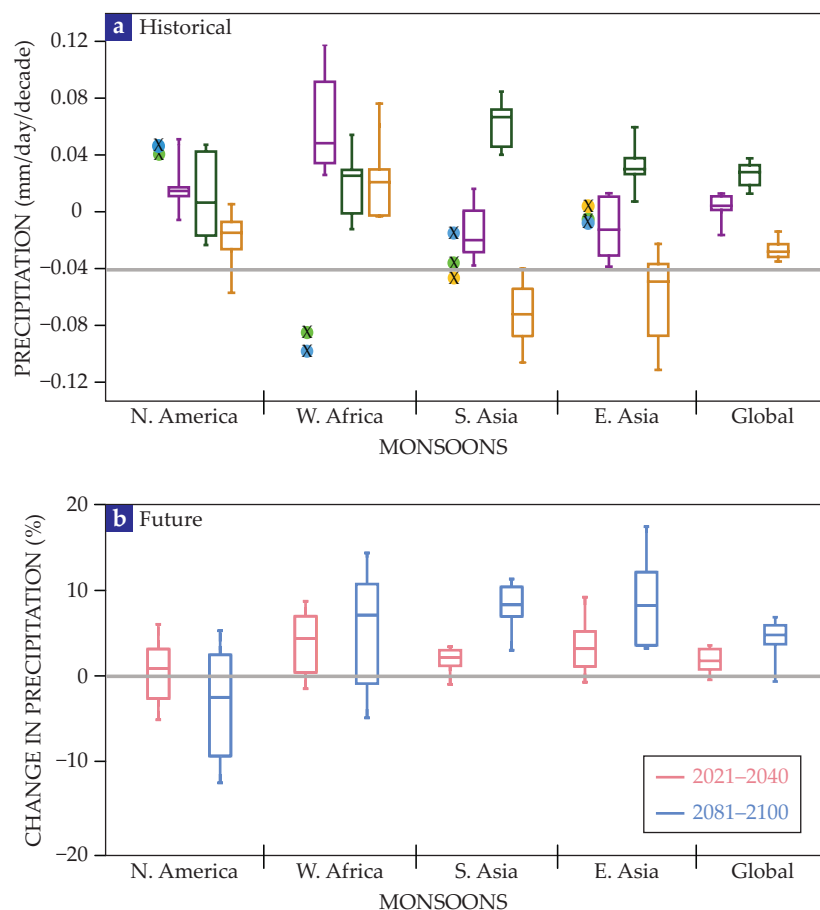 a Historical
PRECIPITATION (mm/day/decade)
0.12
0.08
0.04
0
−0.04
−0.08
−0.12
X
X
X
X
X
X
X
X
X
X
N. America W. Africa S. Asia E. Asia Global
MONSOONS
b Future
CHANGE IN PRECIPITATION (%)
20
10
0
−10
−20
2021–2040
2081–2100
N. America W. Africa S. Asia E. Asia Global
MONSOONS